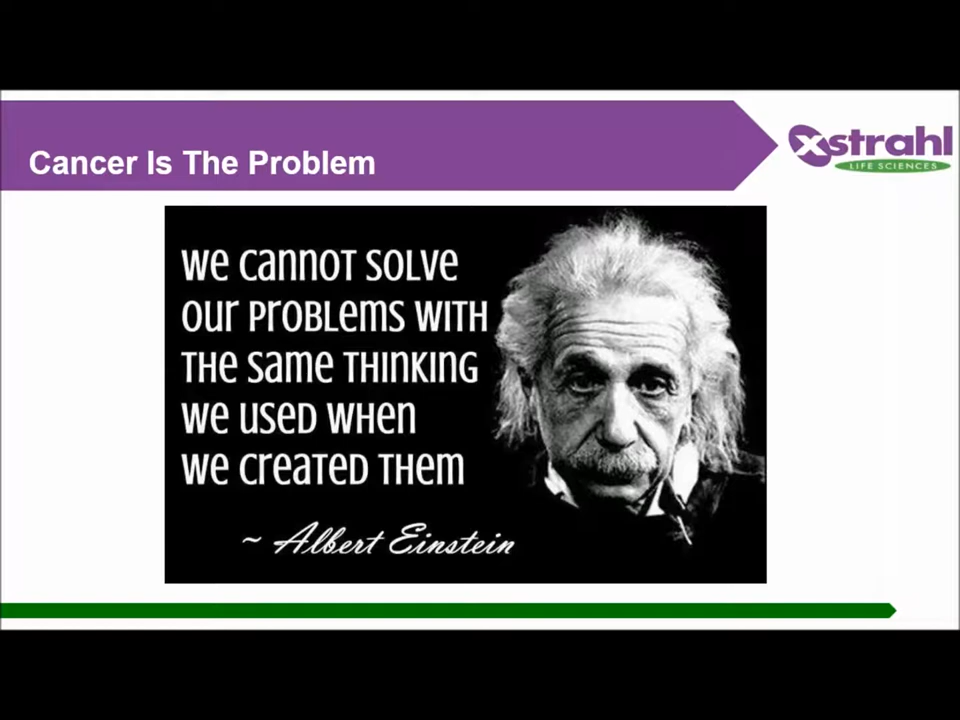 Cancer Is The Problem
xstrahl
LIFE SCIENCES
we cannot solve
our problems with
the same thinking
we used when
we created them
~ Albert Einstein